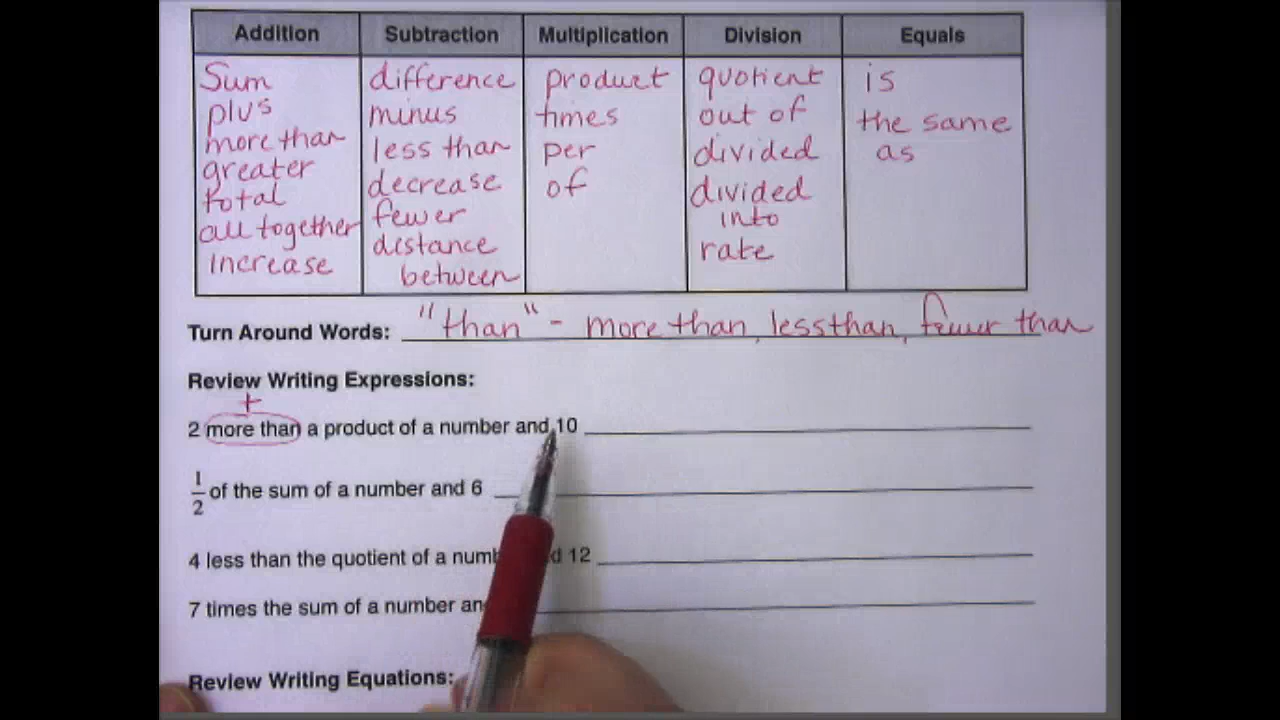 Addition Subtraction Multiplication Division Equals
Sum
plus
more than
greater
total
all together
increase
difference
minus
less than
decrease
fewer
distance
between
product
times
per
of
quotient
out of
divided
divided
into
rate
is
the same
as
Turn Around Words: "than" - more than, less than, fewer than
Review Writing Expressions:
+
2 more than a product of a number and 10
1/2 of the sum of a number and 6
4 less than the quotient of a 12
7 times the sum of a number
Review Writing Equations: